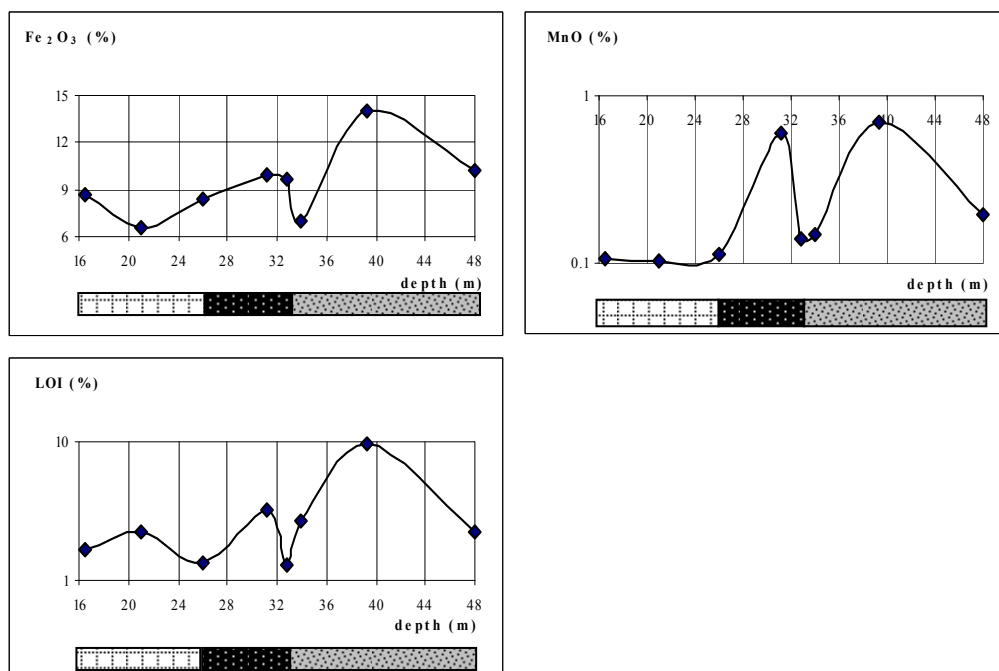 Fe₂O₃ (%)
15
12
9
6
16 20 24 28 32 36 40 44 48
depth (m)
MnO (%)
1
16 20 24 28 32 36 40 44 48
0.1
depth (m)
LOI (%)
10
1
16 20 24 28 32 36 40 44 48
depth (m)